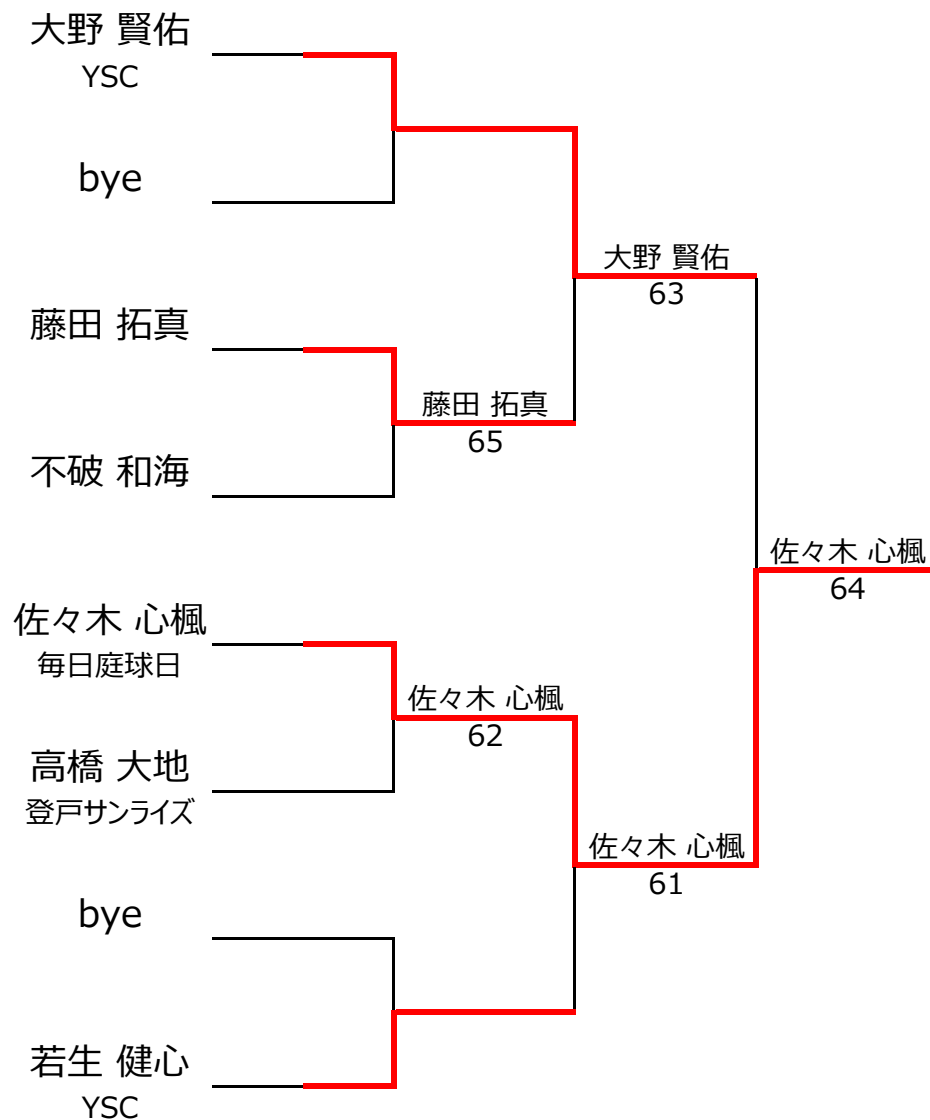 大野 賢佑
YSC
bye
大野 賢佑
63
藤田 拓真
藤田 拓真
65
不破 和海
佐々木 心楓
64
佐々木 心楓
毎日庭球日
佐々木 心楓
62
高橋 大地
登戸サンライズ
佐々木 心楓
61
bye
若生 健心
YSC